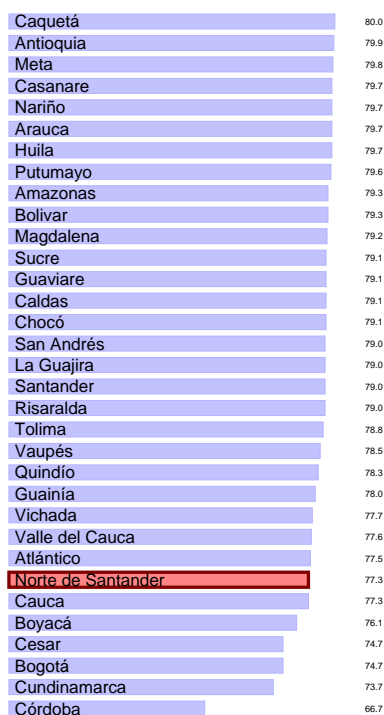 Caquetá 80.0
Antioquia 79.9
Meta 79.8
Casanare 79.7
Nariño 79.7
Arauca 79.7
Huila 79.7
Putumayo 79.6
Amazonas 79.3
Bolivar 79.3
Magdalena 79.2
Sucre 79.1
Guaviare 79.1
Caldas 79.1
Chocó 79.1
San Andrés 79.0
La Guajira 79.0
Santander 79.0
Risaralda 79.0
Tolima 78.8
Vaupés 78.5
Quindío 78.3
Guainía 78.0
Vichada 77.7
Valle del Cauca 77.6
Atlántico 77.5
Norte de Santander 77.3
Cauca 77.3
Boyacá 76.1
Cesar 74.7
Bogotá 74.7
Cundinamarca 73.7
Córdoba 66.7